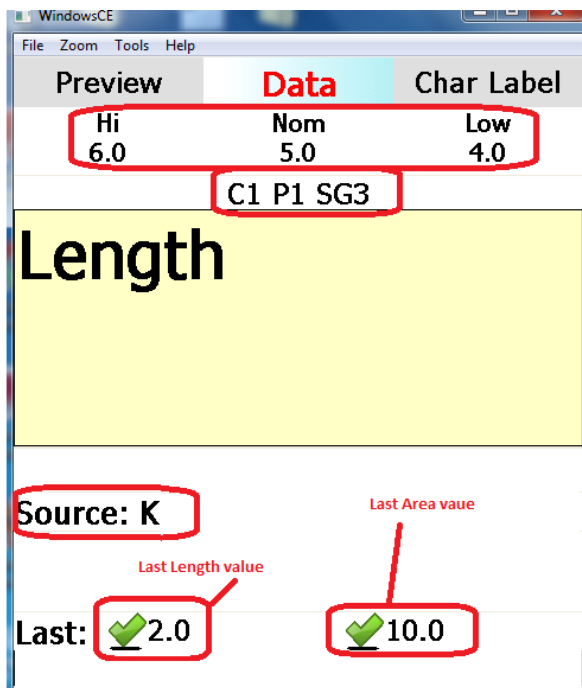 WindowsCE
File Zoom Tools Help
Preview Data Char Label
Hi Nom Low
6.0 5.0 4.0
C1 P1 SG3
Length
Source: K
Last Area vaue
Last Length value
Last: 2.0 10.0